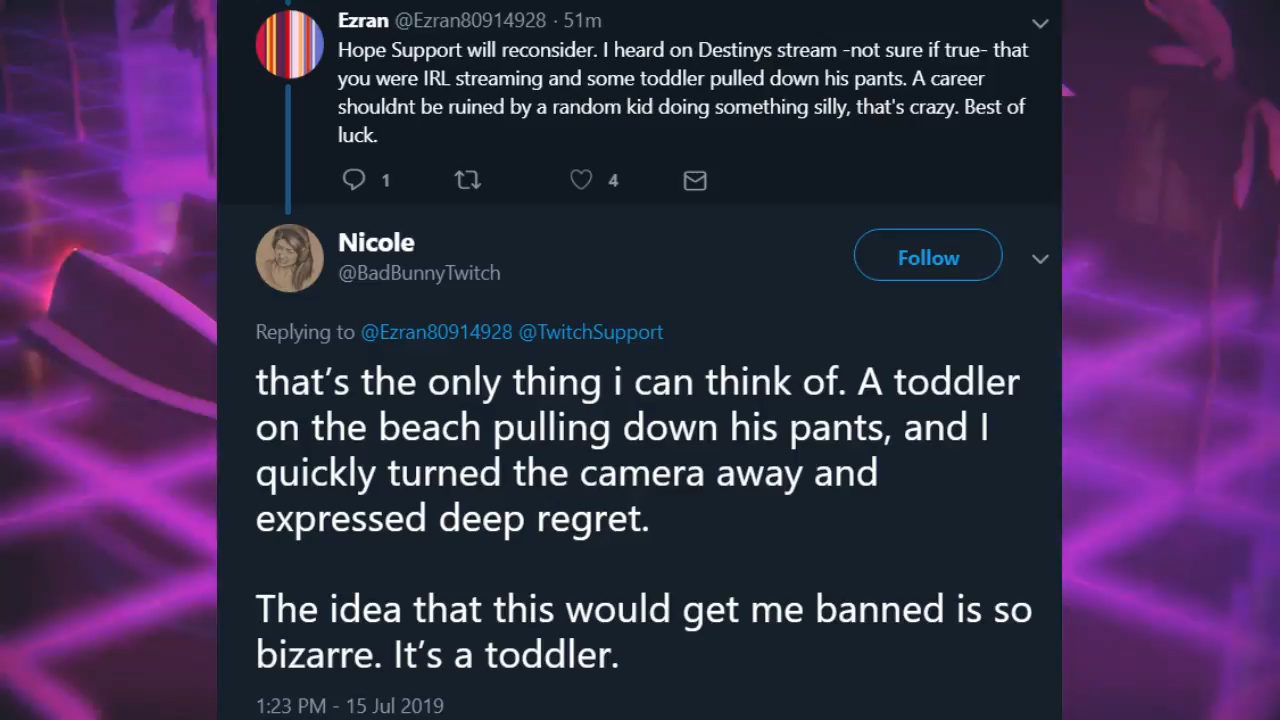 Ezran @Ezran80914928 · 51m
Hope Support will reconsider. I heard on Destinys stream -not sure if true- that
you were IRL streaming and some toddler pulled down his pants. A career
shouldnt be ruined by a random kid doing something silly, that's crazy. Best of
luck.
1 4
Nicole
@BadBunnyTwitch
Follow
Replying to @Ezran80914928 @TwitchSupport
that’s the only thing i can think of. A toddler
on the beach pulling down his pants, and I
quickly turned the camera away and
expressed deep regret.
The idea that this would get me banned is so
bizarre. It’s a toddler.
1:23 PM - 15 Jul 2019